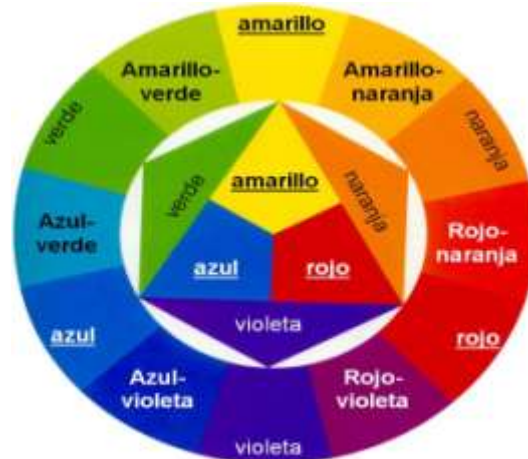 amarillo
Amarillo-
verde
Amarillo-
naranja
verde
naranja
amarillo
verde
naranja
Azul-
verde
Rojo-
naranja
azul
rojo
azul
violeta
rojo
Azul-
violeta
Rojo-
violeta
violeta